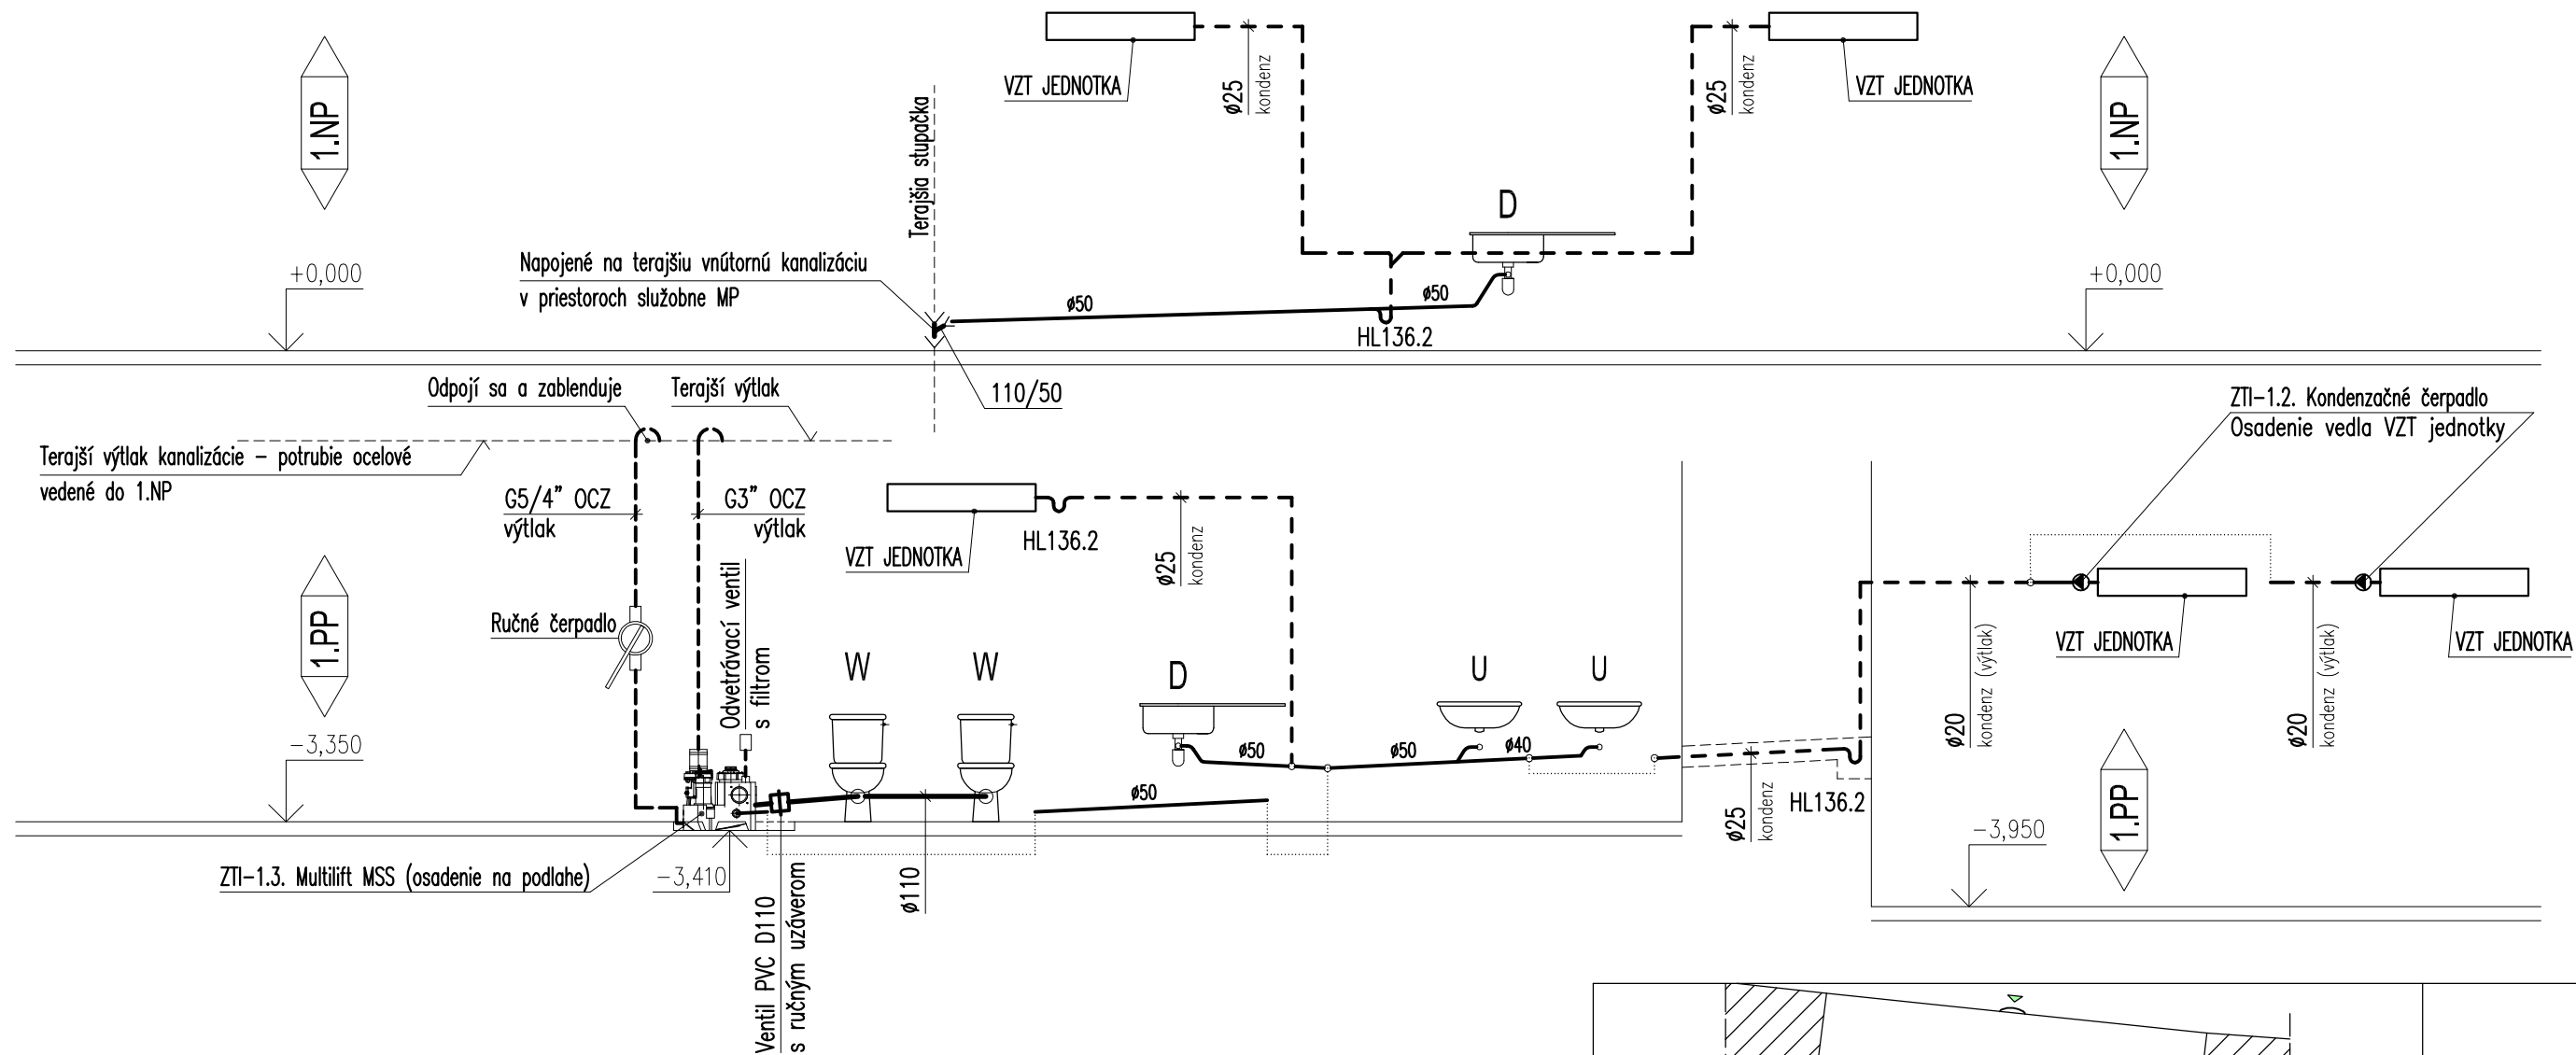 VZT JEDNOTKA
ø25
kondenz
ø25
kondenz
VZT JEDNOTKA
1.NP
1.NP
Terajšia stupačka
D
Napojené na terajšiu vnútornú kanalizáciu
v priestoroch služobne MP
+0,000
+0,000
ø50
ø50
HL136.2
110/50
Odpojí sa a zablenduje
Terajší výtlak
ZTI-1.2. Kondenzačné čerpadlo
Osadenie vedla VZT jednotky
Terajší výtlak kanalizácie – potrubie ocelové
vedené do 1.NP
G5/4" OCZ
výtlak
G3" OCZ
výtlak
VZT JEDNOTKA
HL136.2
ø25
kondenz
1.PP
Ručné čerpadlo
Odvetrávací ventil
s filtrom
W
W
D
U
U
VZT JEDNOTKA
VZT JEDNOTKA
ø20
kondenz (výtlak)
ø20
kondenz (výtlak)
-3,350
ø50
ø50
ø40
ø50
ø25
kondenz
HL136.2
1.PP
-3,950
ZTI-1.3. Multilift MSS (osadenie na podlahe)
-3,410
Ventil PVC D110
s ručným uzáverom
ø110